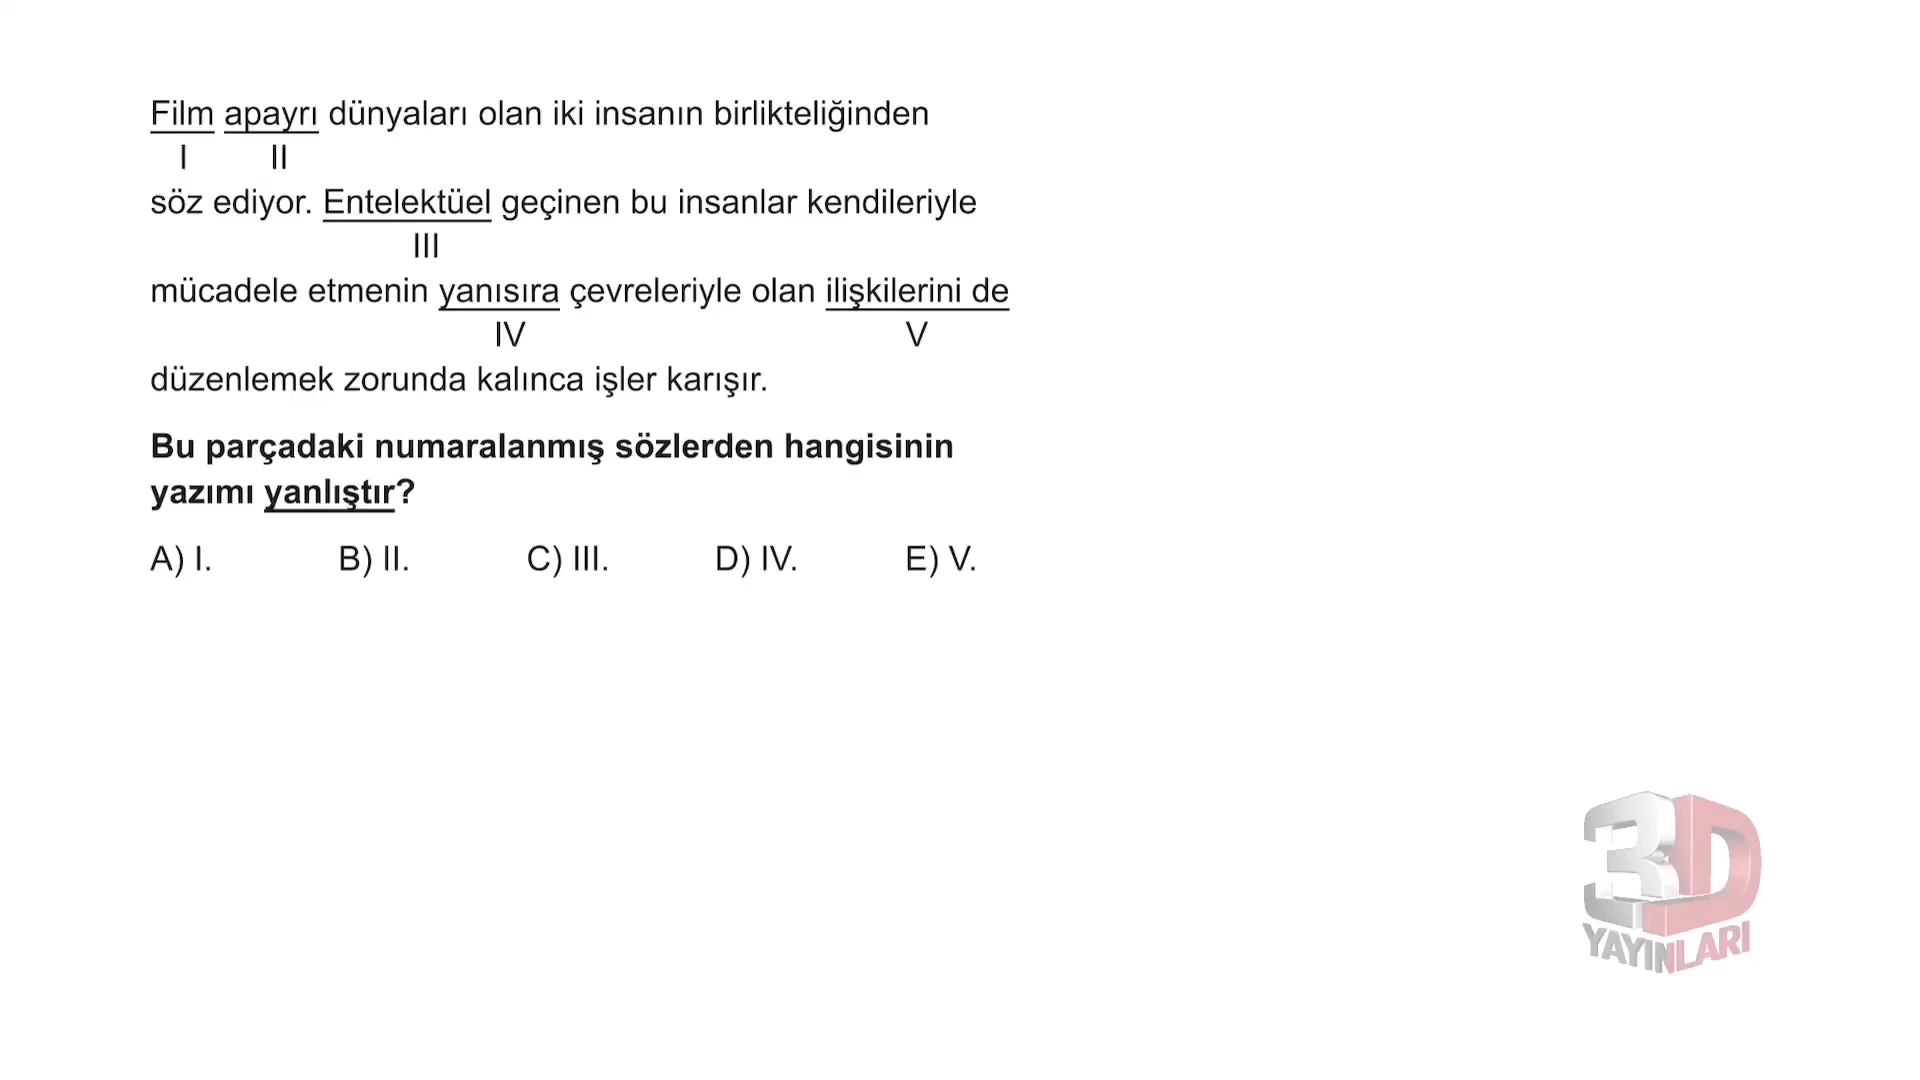 Film apayrı dünyaları olan iki insanın birlikteliğinden
I II
söz ediyor. Entelektüel geçinen bu insanlar kendileriyle
III
mücadele etmenin yanısıra çevreleriyle olan ilişkilerini de
IV V
düzenlemek zorunda kalınca işler karışır.
Bu parçadaki numaralanmış sözlerden hangisinin
yazımı yanlıştır?
A) I. B) II. C) III. D) IV. E) V.
3D
YAYINLARI